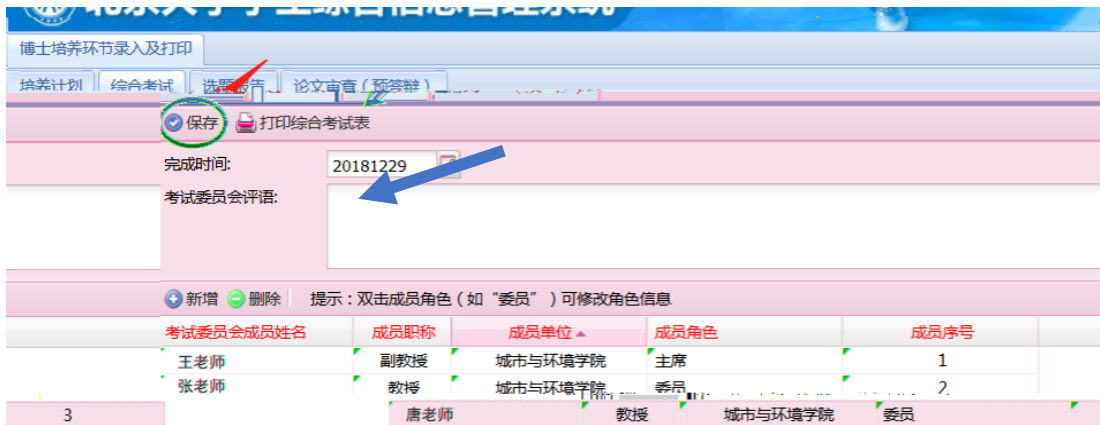 博士培养环节录入及打印
培养计划 综合考试 选题报告 论文审查(预答辩)
保存 打印综合考试表
完成时间: 20181229
考试委员会评语:
新增 删除 提示:双击成员角色(如“委员”)可修改角色信息
考试委员会成员姓名 成员职称 成员单位 成员角色 成员序号
王老师 副教授 城市与环境学院 主席 1
张老师 教授 城市与环境学院 委员 2
3 唐老师 教授 城市与环境学院 委员